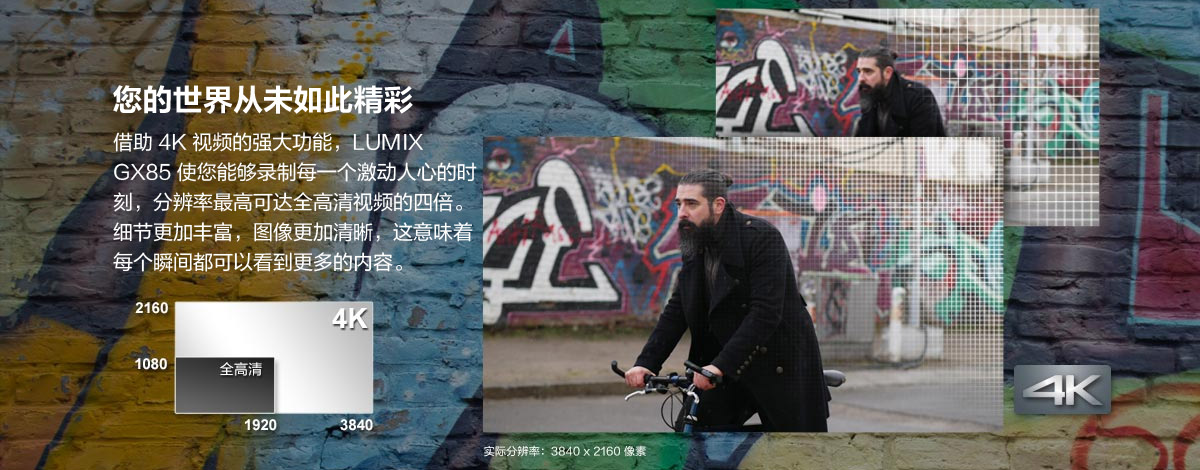 您的世界从未如此精彩
借助 4K 视频的强大功能，LUMIX
GX85 使您能够录制每一个激动人心的时
刻，分辨率最高可达全高清视频的四倍。
细节更加丰富，图像更加清晰，这意味着
每个瞬间都可以看到更多的内容。
2160
4K
1080
全高清
1920
3840
4K
实际分辨率：3840 x 2160 像素